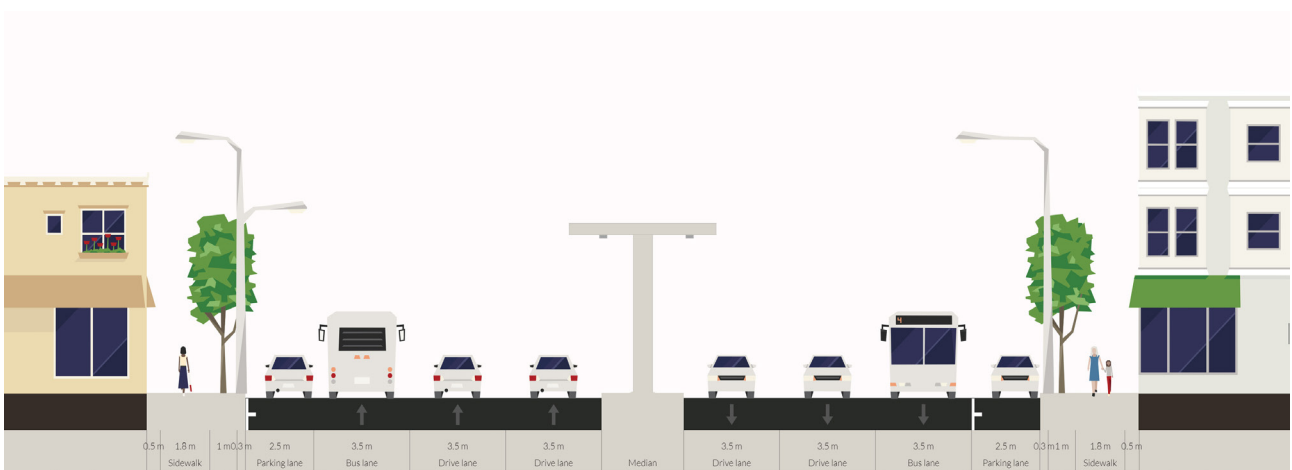 4
0.5 m 1.8 m 1 m 0.3 m 2.5 m 3.5 m 3.5 m 3.5 m 3.5 m 3.5 m 3.5 m 2.5 m 0.3 m 1 m 1.8 m 0.5 m
Sidewalk Parking lane Bus lane Drive lane Drive lane Median Drive lane Drive lane Bus lane Parking lane Sidewalk